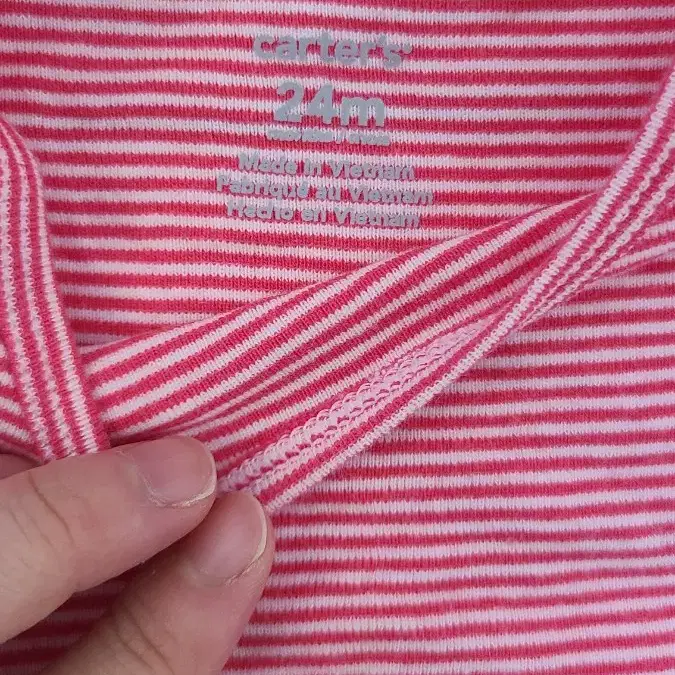 carter's
24m
Made in Vietnam
Fabriqué au Vietnam
Hecho en Vietnam